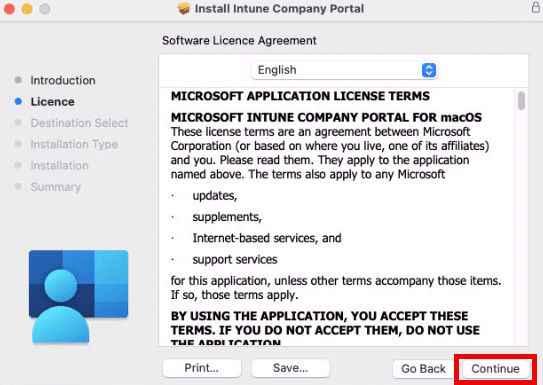 Install Intune Company Portal
Software Licence Agreement
Introduction
Licence
Destination Select
Installation Type
Installation
Summary
English
MICROSOFT APPLICATION LICENSE TERMS
MICROSOFT INTUNE COMPANY PORTAL FOR macOS
These license terms are an agreement between Microsoft
Corporation (or based on where you live, one of its affiliates)
and you. Please read them. They apply to the application
named above. The terms also apply to any Microsoft
· updates,
· supplements,
· Internet-based services, and
· support services
for this application, unless other terms accompany those items.
If so, those terms apply.
BY USING THE APPLICATION, YOU ACCEPT THESE
TERMS. IF YOU DO NOT ACCEPT THEM, DO NOT USE
THE APPLICATION
Print...
Save...
Go Back
Continue